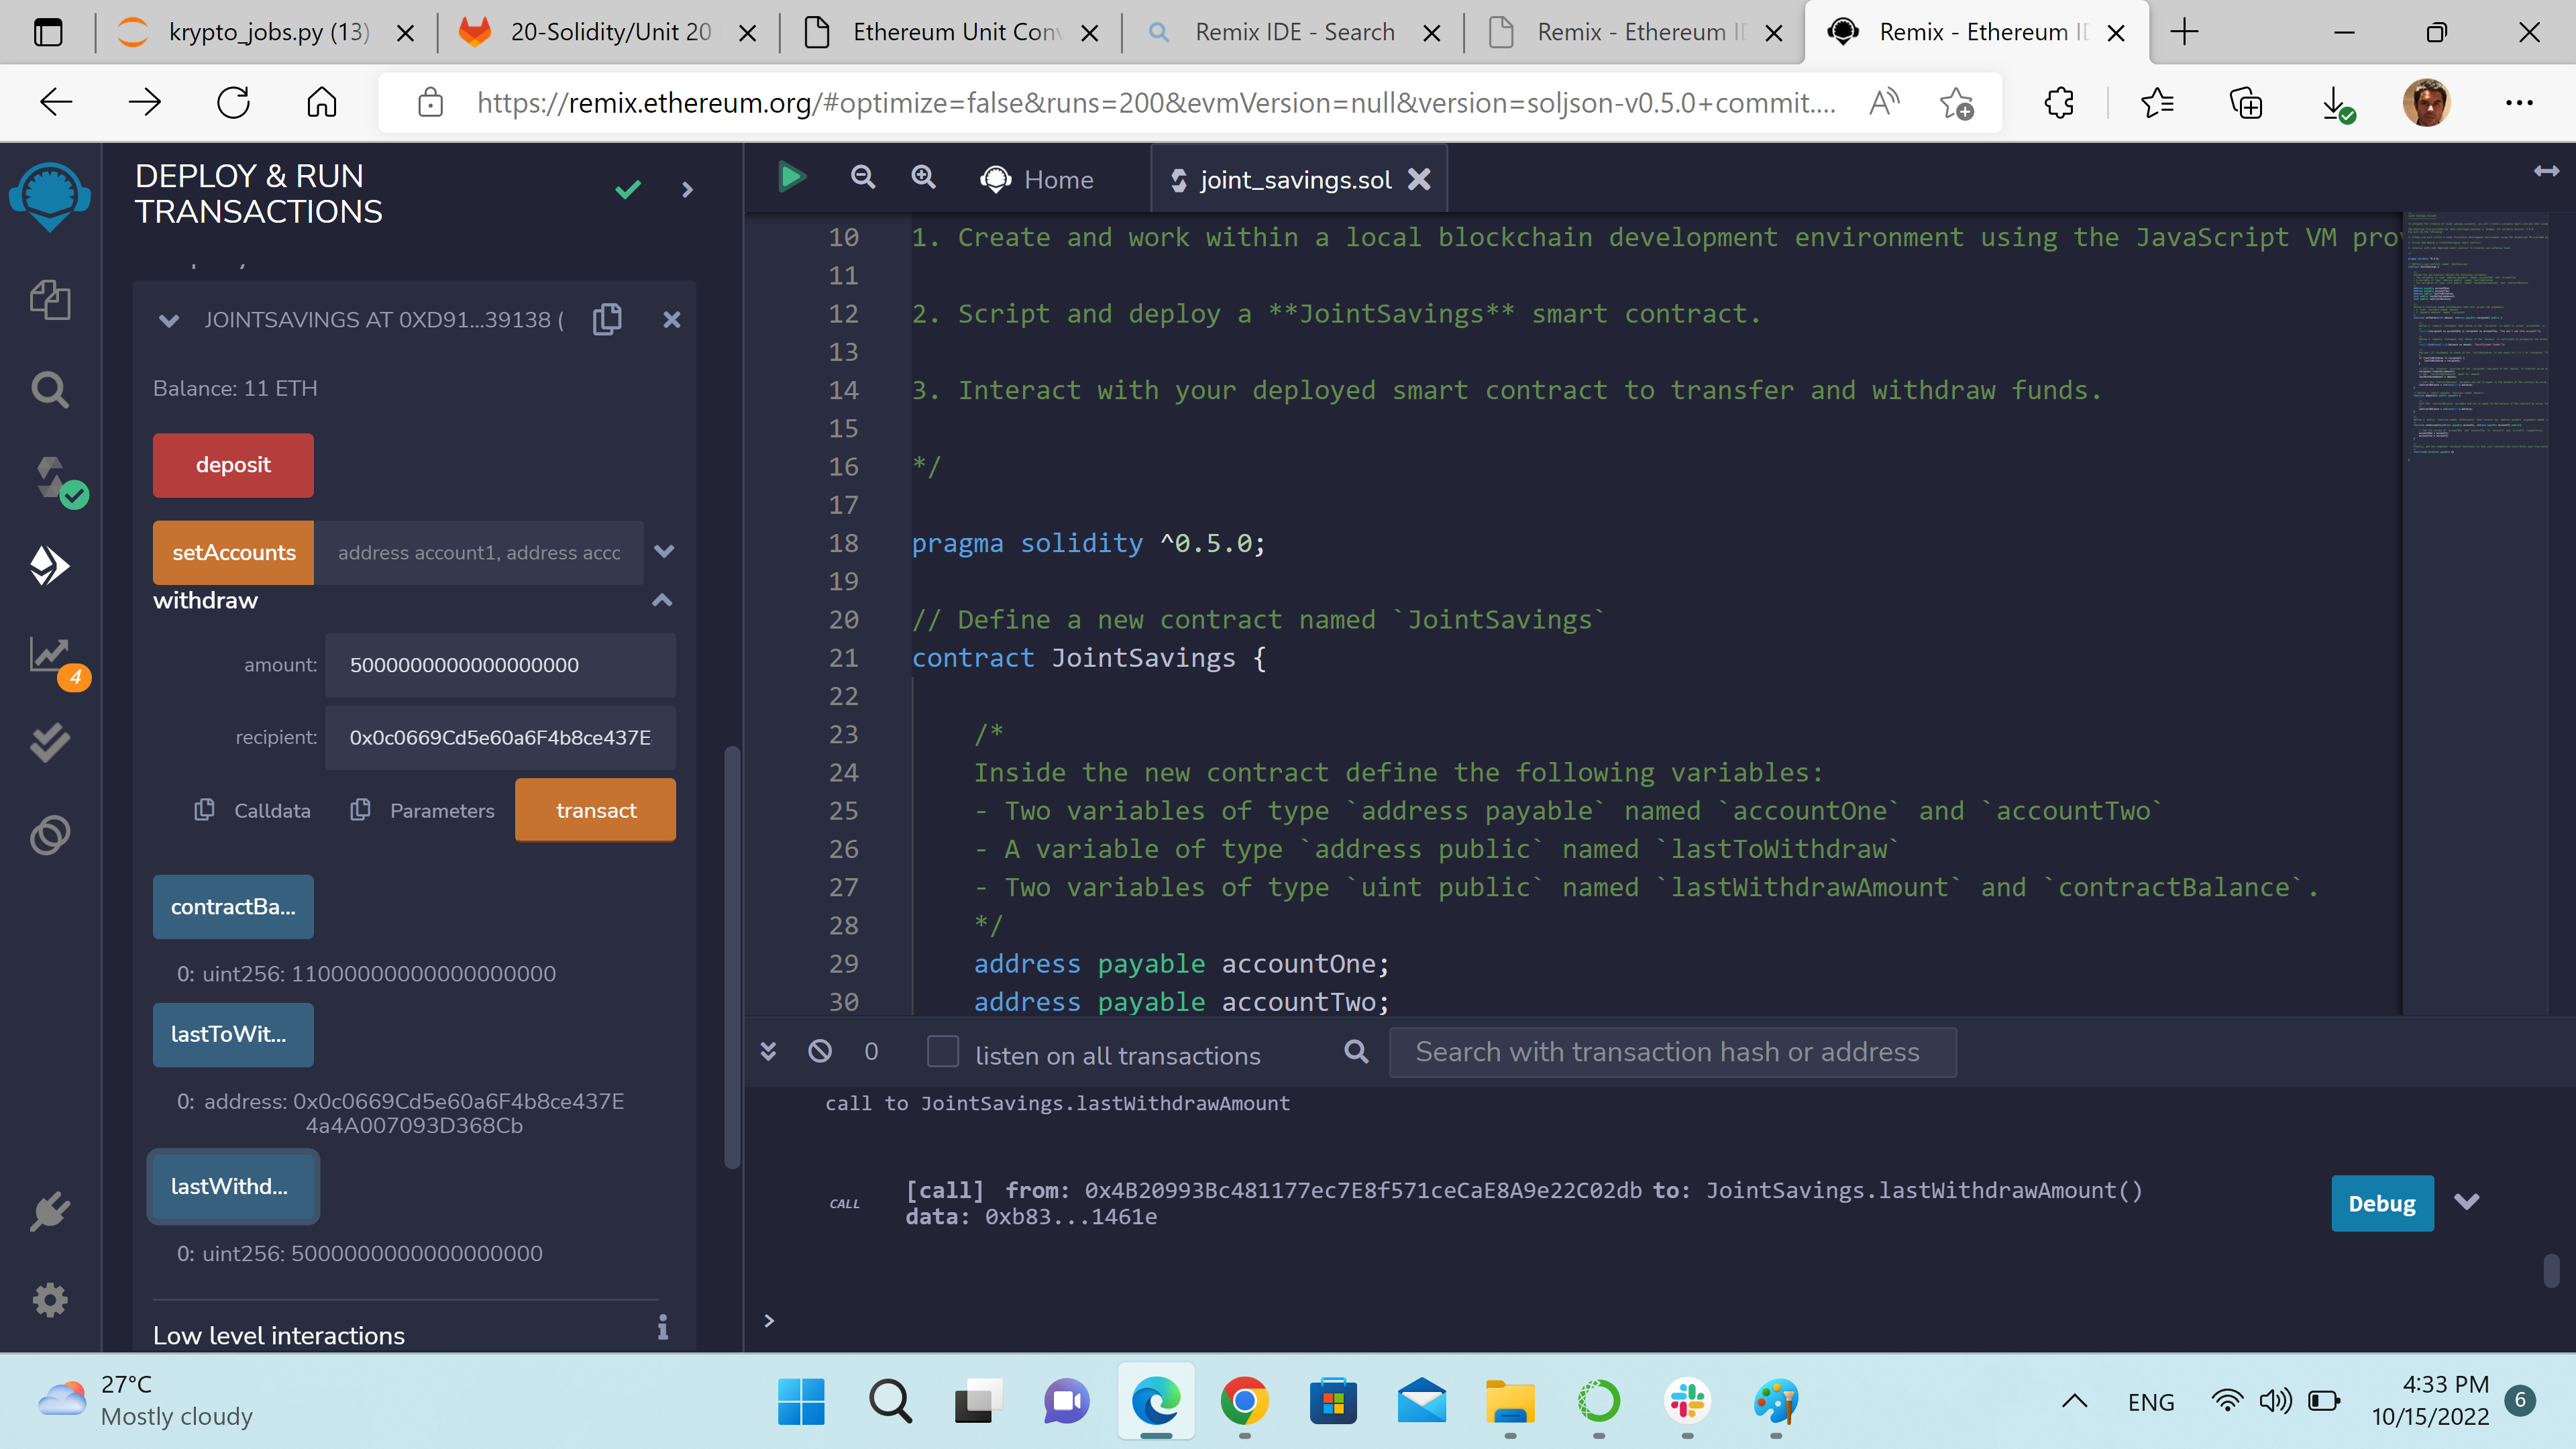 krypto_jobs.py (13)
20-Solidity/Unit 20
Ethereum Unit Conv
Remix IDE - Search
Remix - Ethereum ID
Remix - Ethereum ID
https://remix.ethereum.org/#optimize=false&runs=200&evmVersion=null&version=soljson-v0.5.0+commit....
DEPLOY & RUN
TRANSACTIONS
JOINTSAVINGS AT 0XD91...39138 (
Balance: 11 ETH
deposit
setAccounts
address account1, address accc
withdraw
amount:
5000000000000000000
recipient:
0x0c0669Cd5e60a6F4b8ce437E
Calldata
Parameters
transact
contractBa...
0: uint256: 11000000000000000000
lastToWit...
0: address: 0x0c0669Cd5e60a6F4b8ce437E
4a4A007093D368Cb
lastWithd...
0: uint256: 5000000000000000000
Low level interactions
4
Home
joint_savings.sol
10 1. Create and work within a local blockchain development environment using the JavaScript VM prov
11
12 2. Script and deploy a **JointSavings** smart contract.
13
14 3. Interact with your deployed smart contract to transfer and withdraw funds.
15
16 */
17
18 pragma solidity ^0.5.0;
19
20 // Define a new contract named `JointSavings`
21 contract JointSavings {
22
23 /*
24 Inside the new contract define the following variables:
25 - Two variables of type `address payable` named `accountOne` and `accountTwo`
26 - A variable of type `address public` named `lastToWithdraw`
27 - Two variables of type `uint public` named `lastWithdrawAmount` and `contractBalance`.
28 */
29 address payable accountOne;
30 address payable accountTwo;
0
listen on all transactions
Search with transaction hash or address
call to JointSavings.lastWithdrawAmount
CALL
[call] from: 0x4B20993Bc481177ec7E8f571ceCaE8A9e22C02db to: JointSavings.lastWithdrawAmount()
data: 0xb83...1461e
Debug
>
27°C
Mostly cloudy
ENG
4:33 PM
10/15/2022
6